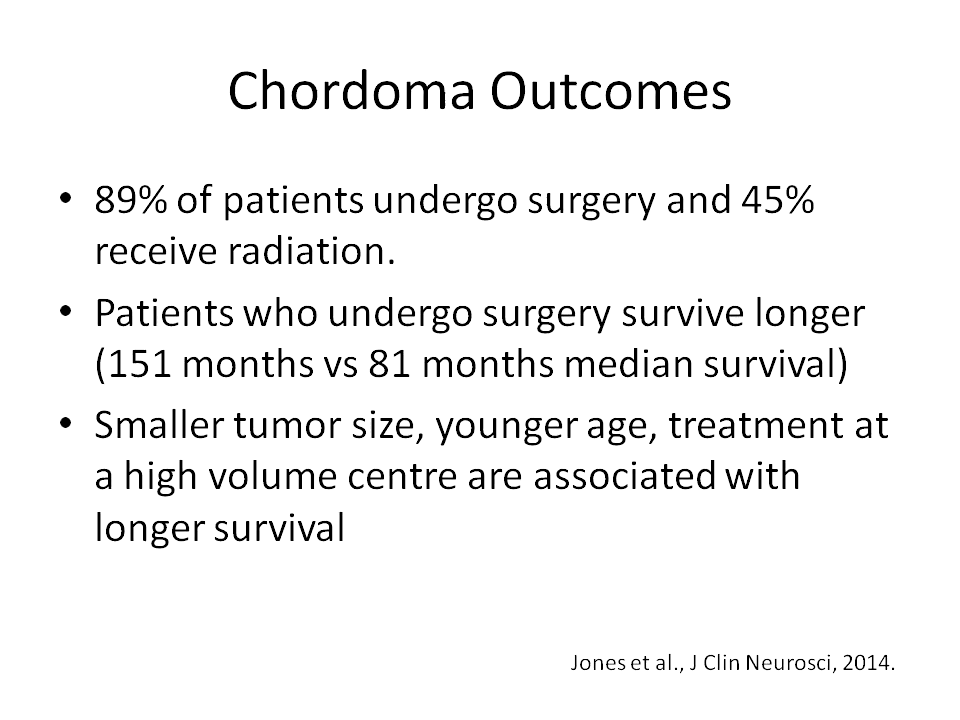 Chordoma Outcomes
• 89% of patients undergo surgery and 45%
receive radiation.
• Patients who undergo surgery survive longer
(151 months vs 81 months median survival)
• Smaller tumor size, younger age, treatment at
a high volume centre are associated with
longer survival
Jones et al., J Clin Neurosci, 2014.